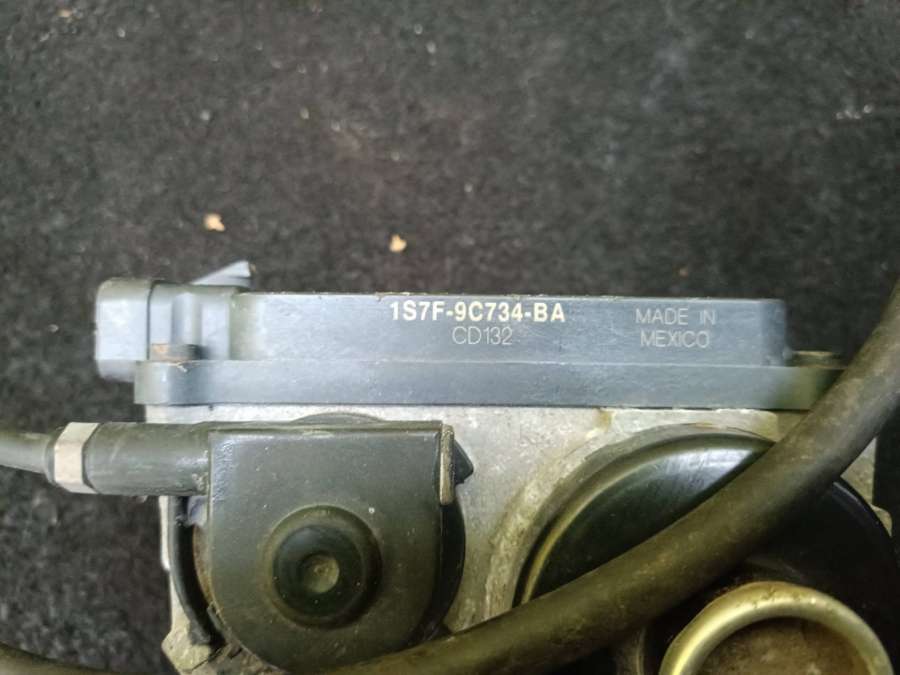 1S7F-9C734-BA
CD132
MADE IN
MEXICO